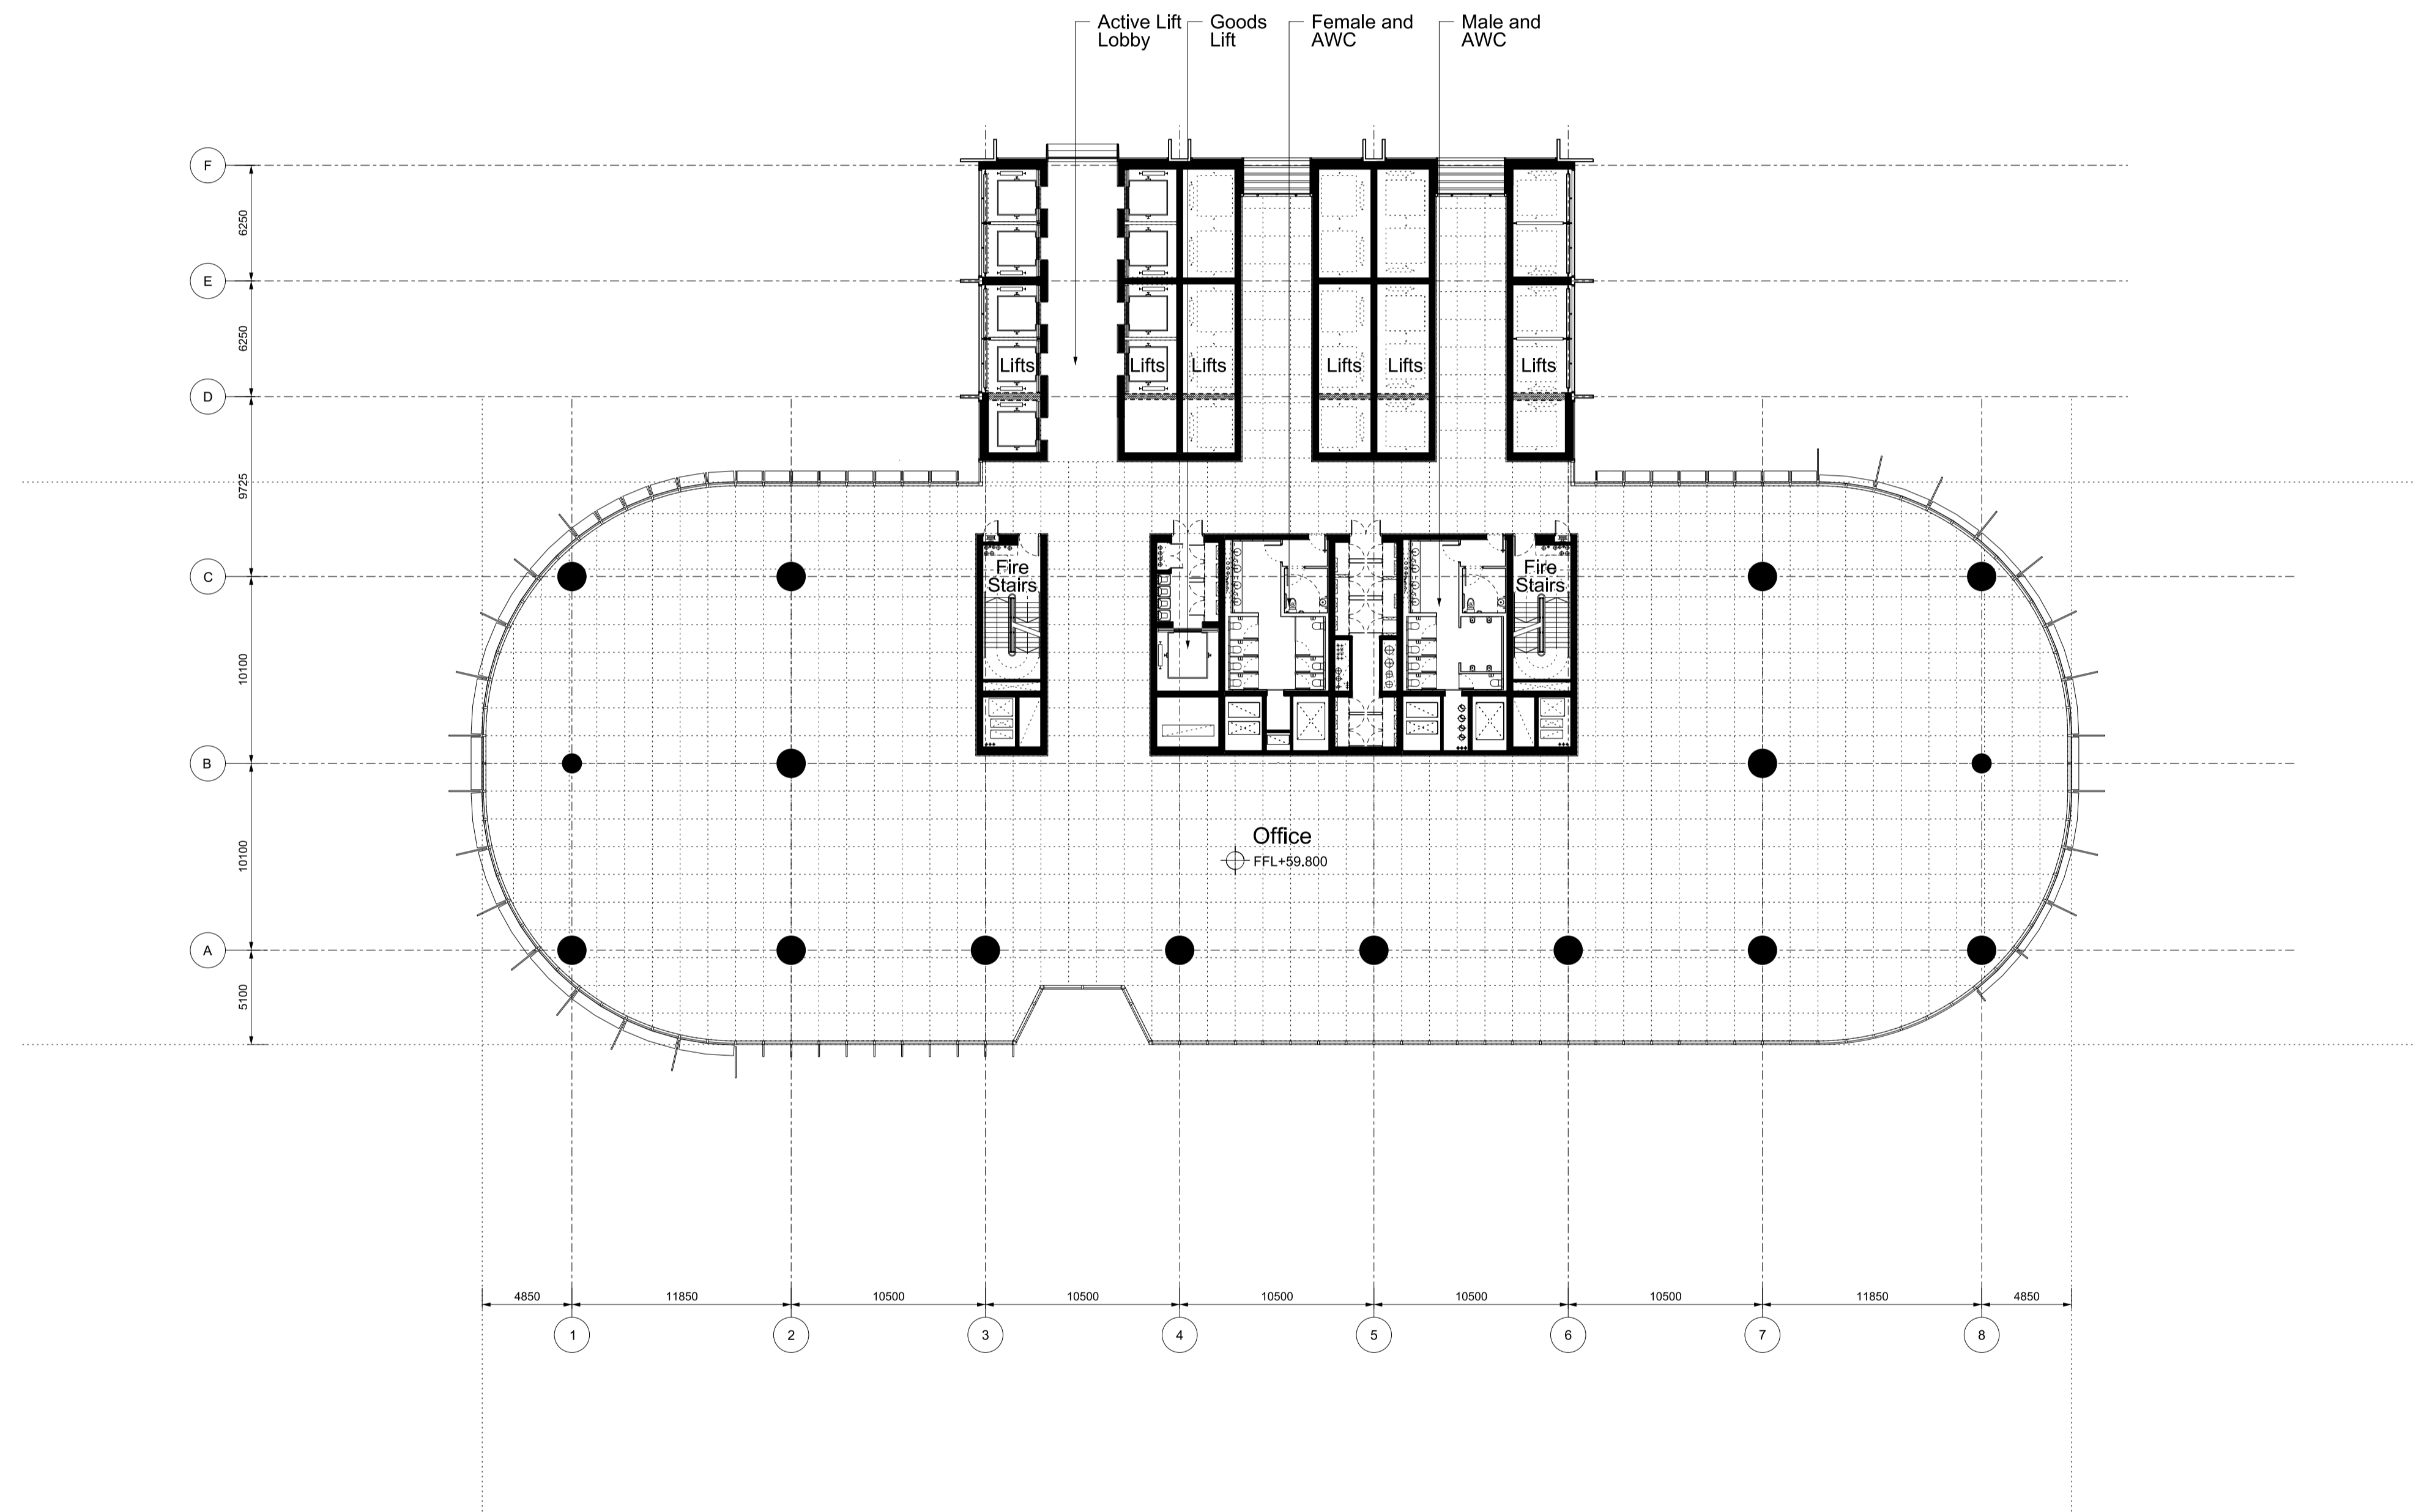 Active Lift
Lobby
Goods
Lift
Female and
AWC
Male and
AWC
F
6250
E
6250
Lifts
Lifts
Lifts
Lifts
Lifts
Lifts
D
9725
C
Fire
Stairs
Fire
Stairs
10100
B
Office
FFL+59.800
10100
A
5100
4850
11850
10500
10500
10500
10500
10500
11850
4850
1
2
3
4
5
6
7
8